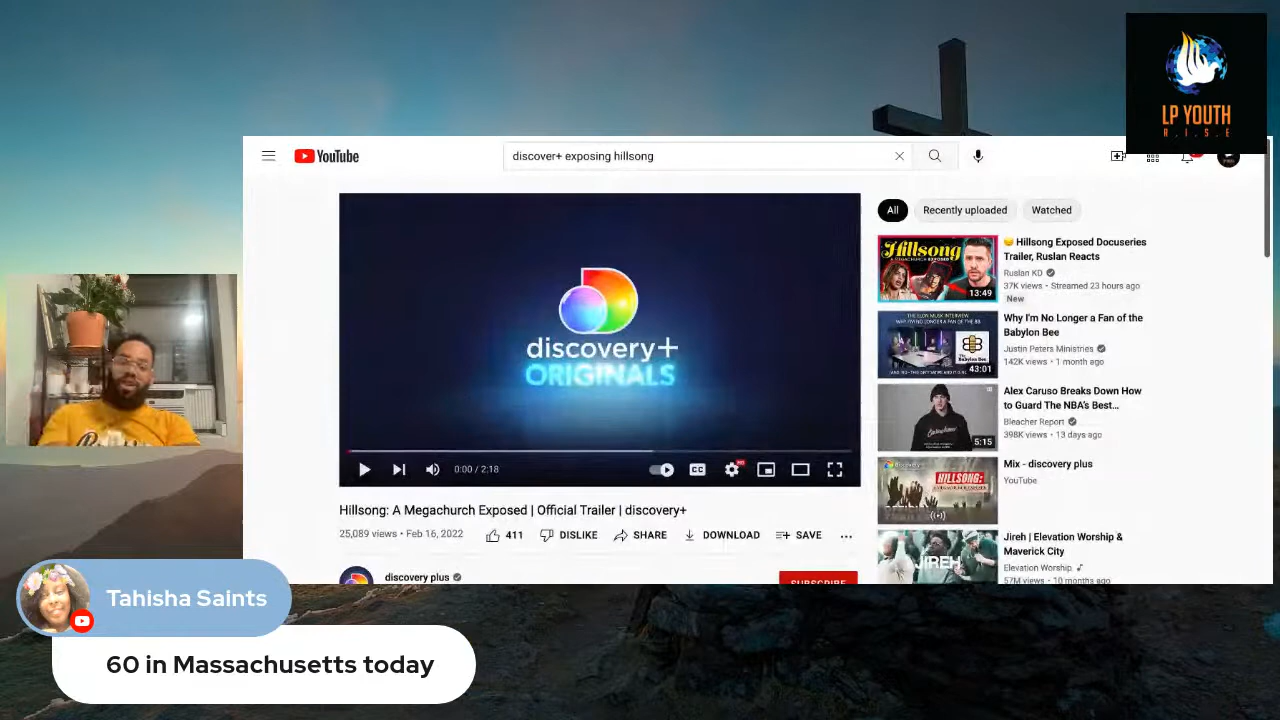 LP YOUTH
R.I.S.E
YouTube
discover+ exposing hillsong
discovery+
ORIGINALS
0:00 / 2:18
CC
Hillsong: A Megachurch Exposed | Official Trailer | discovery+
25,089 views • Feb 16, 2022
411
DISLIKE
SHARE
DOWNLOAD
SAVE
discovery plus
SUBSCRIBE
All
Recently uploaded
Watched
Hillsong
13:49
Hillsong Exposed Docuseries
Trailer, Ruslan Reacts
Ruslan KD
37K views • Streamed 23 hours ago
New
43:01
Why I'm No Longer a Fan of the
Babylon Bee
Justin Peters Ministries
142K views • 1 month ago
5:15
Alex Caruso Breaks Down How
to Guard The NBA's Best...
Bleacher Report
398K views • 13 days ago
HILLSONG:
Mix - discovery plus
YouTube
JIREH
Jireh | Elevation Worship &
Maverick City
Elevation Worship
57M views • 10 months ago
Tahisha Saints
60 in Massachusetts today